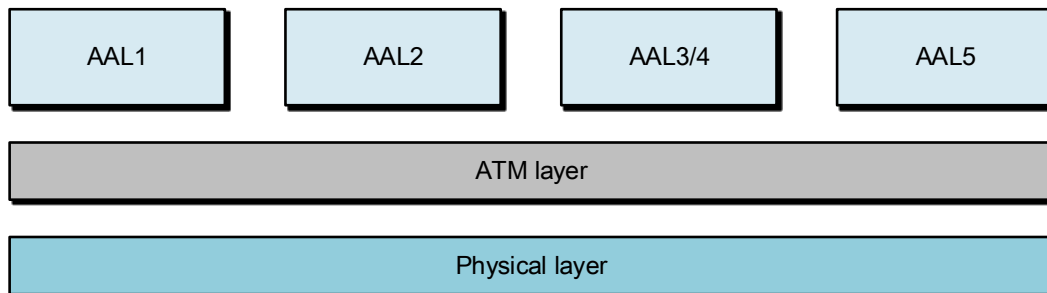 AAL1
AAL2
AAL3/4
AAL5
ATM layer
Physical layer